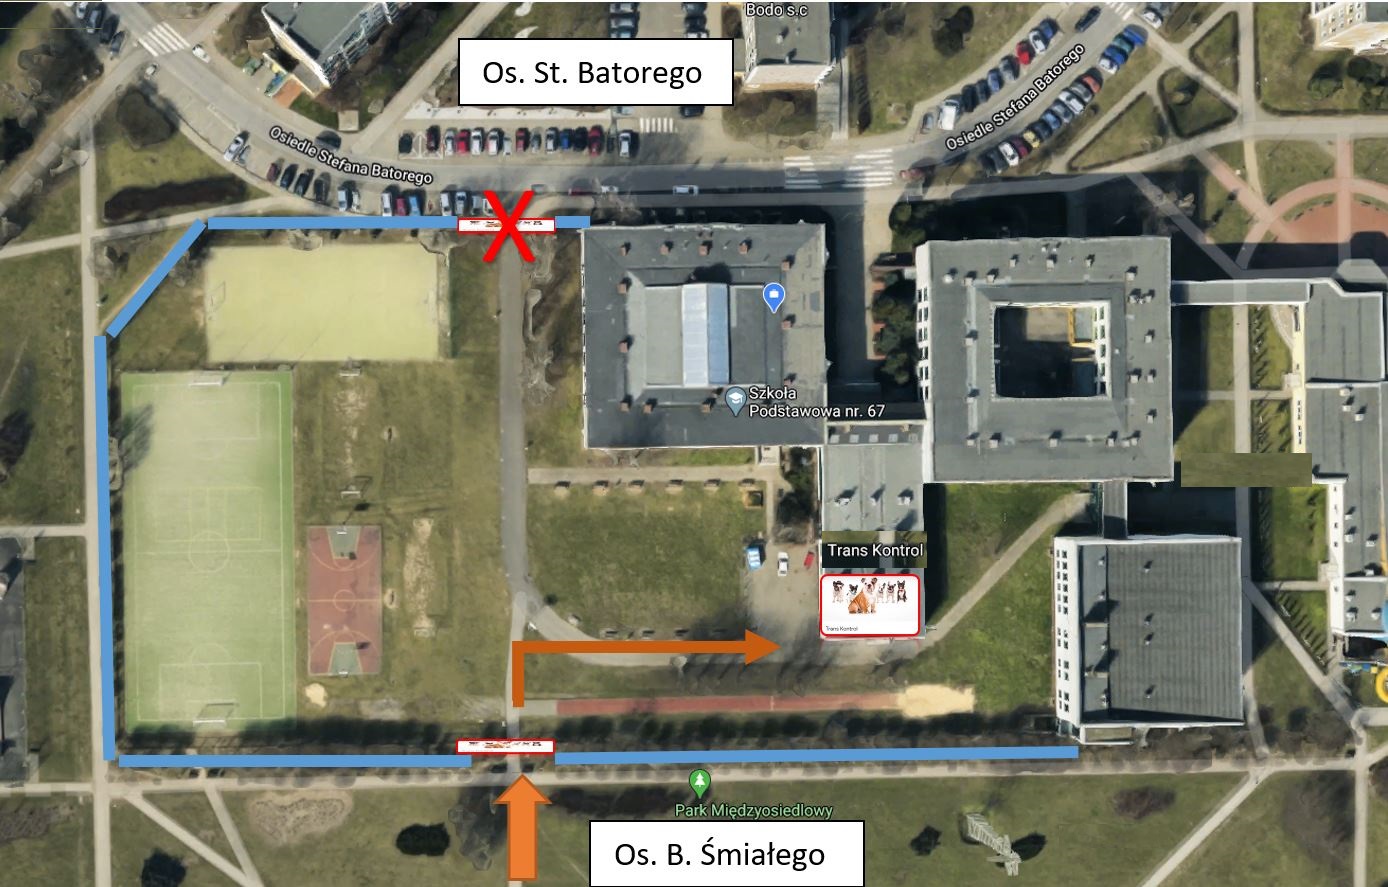 Bodo s.c
Os. St. Batorego
Osiedle Stefana Batorego
Osiedle Stefana Batorego
Szkoła
Podstawowa nr. 67
Trans Kontrol
Trans Kontrol
Park Międzyosiedlowy
Os. B. Śmiałego